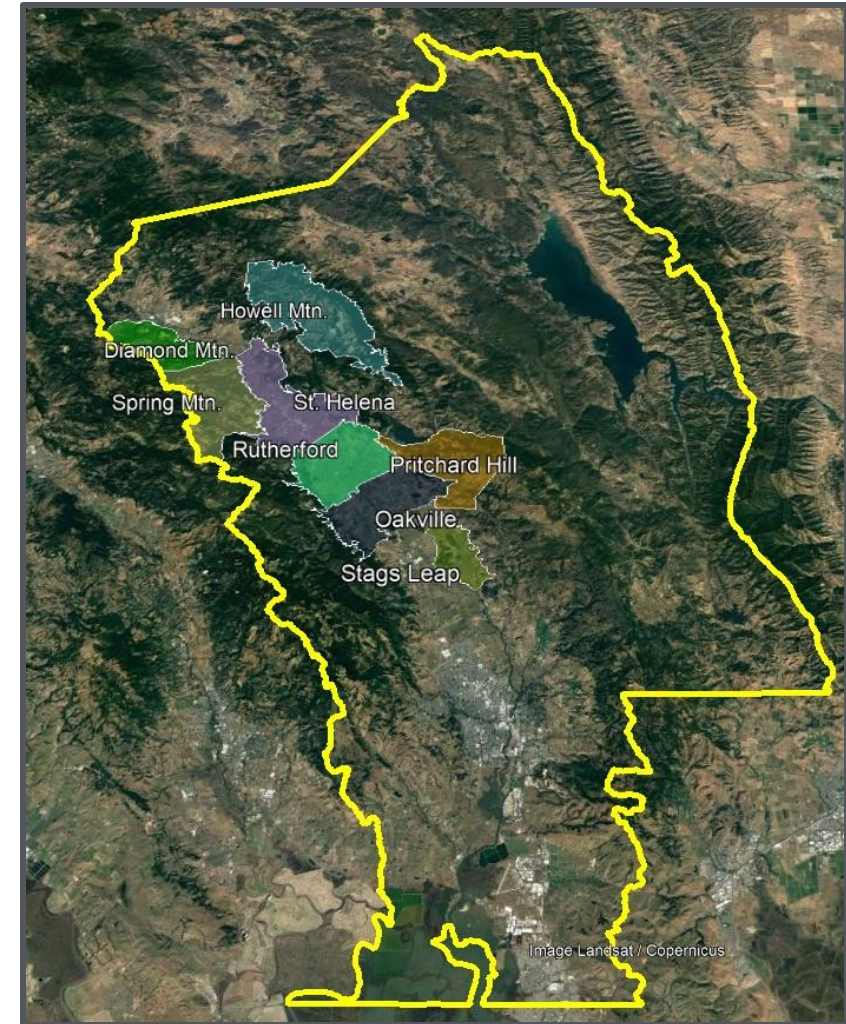 Howell Mtn.
Diamond Mtn.
Spring Mtn.
St. Helena
Rutherford
Pritchard Hill
Oakville
Stags Leap
Image Landsat / Copernicus